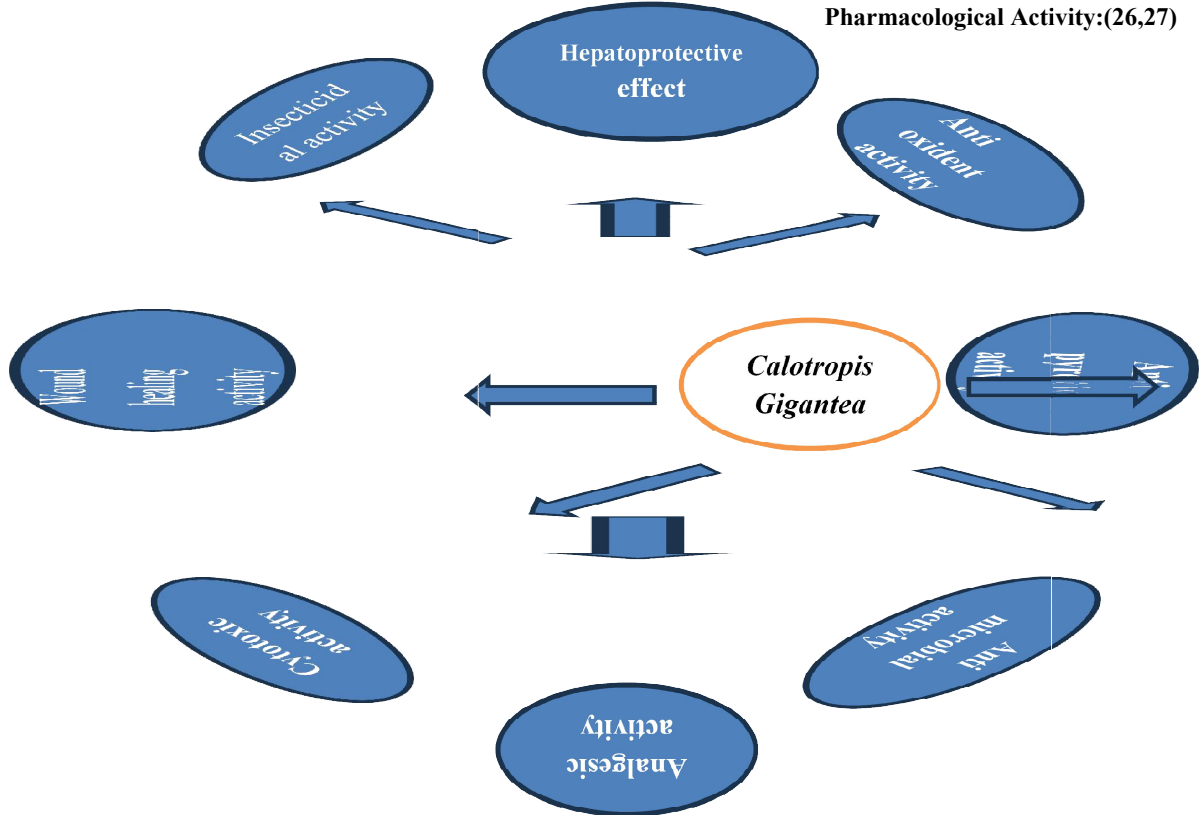 Pharmacological Activity:(26,27)
Hepatoprotective
effect
Insecticid
al activity
Anti
oxident
activity
Wound
healing
activity
Calotropis
Gigantea
Cytotoxic
activity
Anti
microbial
activity
Analgesic
activity